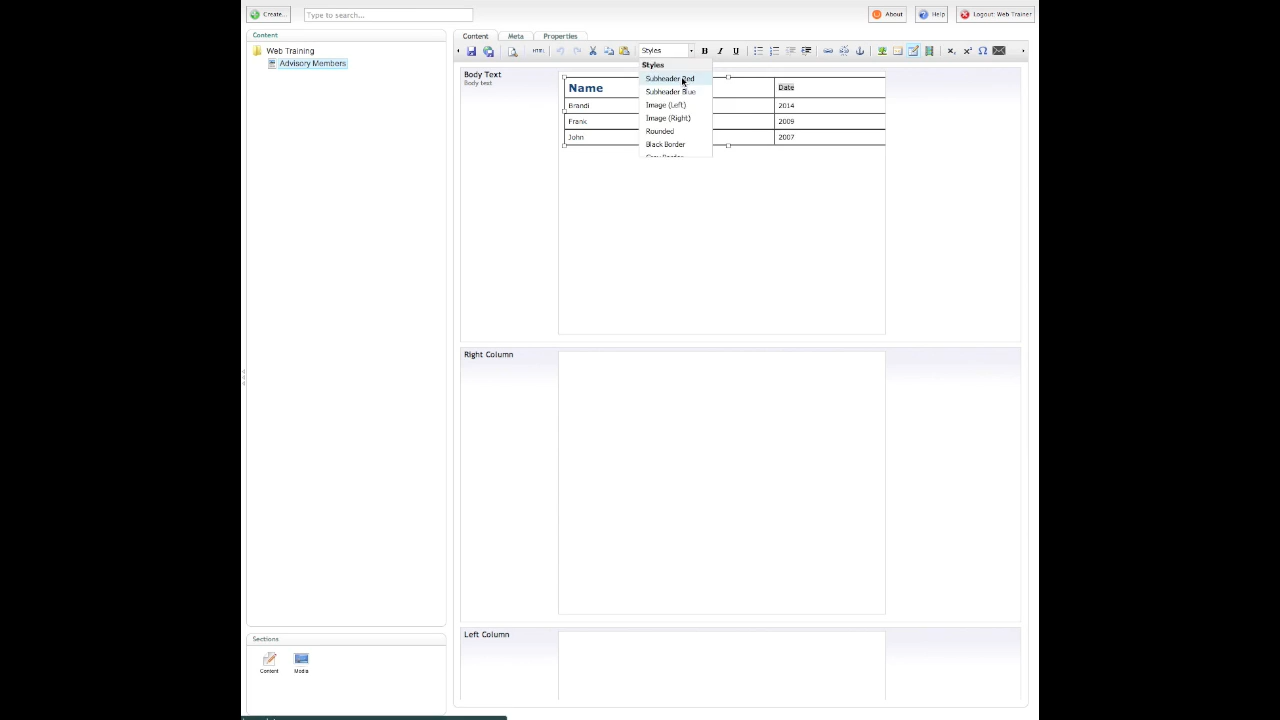 Create...
Type to search...
About
Help
Logout: Web Trainer
Content
Web Training
Advisory Members
Content
Meta
Properties
HTML
Styles
B
I
U
Styles
Subheader Red
Subheader Blue
Image (Left)
Image (Right)
Rounded
Black Border
Body Text
Body text
Name
Date
Brandi
2014
Frank
2009
John
2007
Right Column
Left Column
Sections
Content
Media